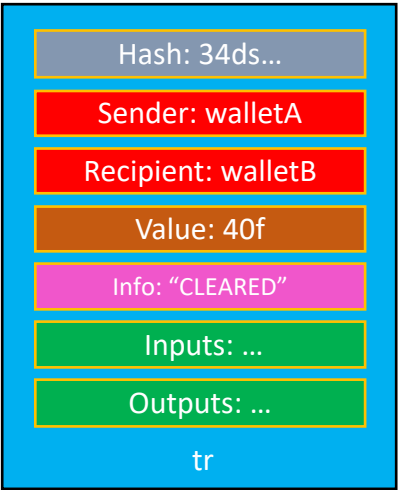 Hash: 34ds…
Sender: walletA
Recipient: walletB
Value: 40f
Info: “CLEARED”
Inputs: …
Outputs: …
tr